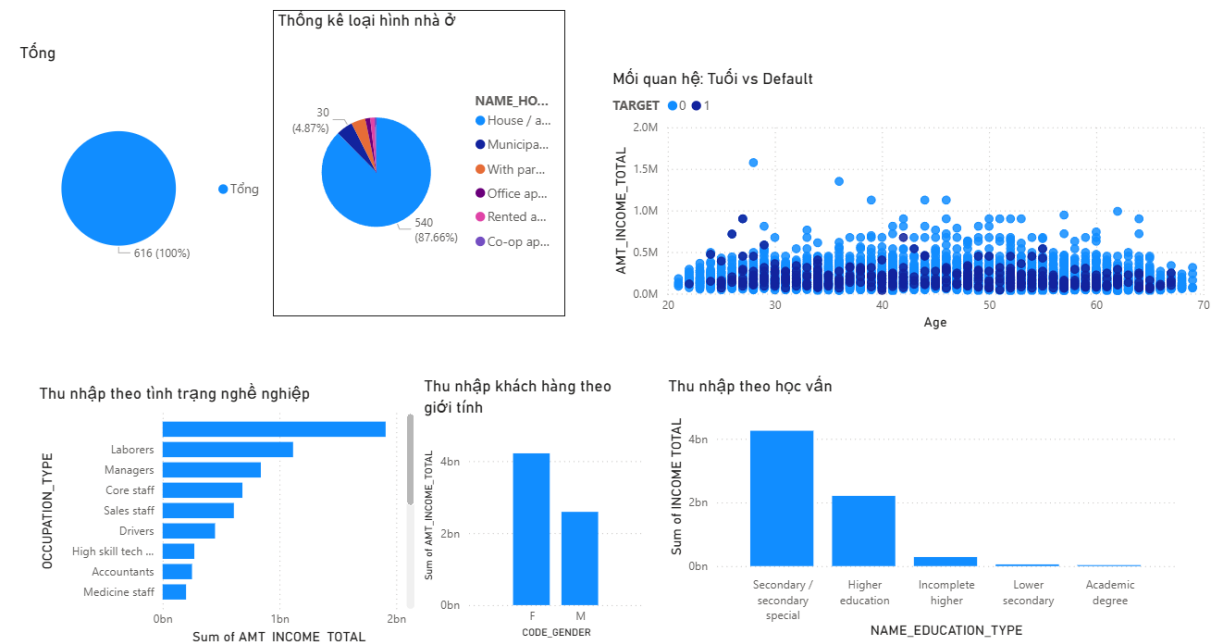 Tổng
Tổng
616 (100%)
Thống kê loại hình nhà ở
30
(4.87%)
540
(87.66%)
NAME_HO...
House / a...
Municipa...
With par...
Office ap...
Rented a...
Co-op ap...
Mối quan hệ: Tuổi vs Default
TARGET 0 1
AMT_INCOME_TOTAL
2.0M
1.5M
1.0M
0.5M
0.0M
20 30 40 50 60 70
Age
Thu nhập theo tình trạng nghề nghiệp
OCCUPATION_TYPE
Laborers
Managers
Core staff
Sales staff
Drivers
High skill tech ...
Accountants
Medicine staff
0bn 1bn 2bn
Sum of AMT_INCOME_TOTAL
Thu nhập khách hàng theo
giới tính
Sum of AMT_INCOME_TOTAL
4bn
2bn
0bn
F M
CODE_GENDER
Thu nhập theo học vấn
Sum of INCOME TOTAL
4bn
2bn
0bn
Secondary /
secondary
special
Higher
education
Incomplete
higher
Lower
secondary
Academic
degree
NAME_EDUCATION_TYPE